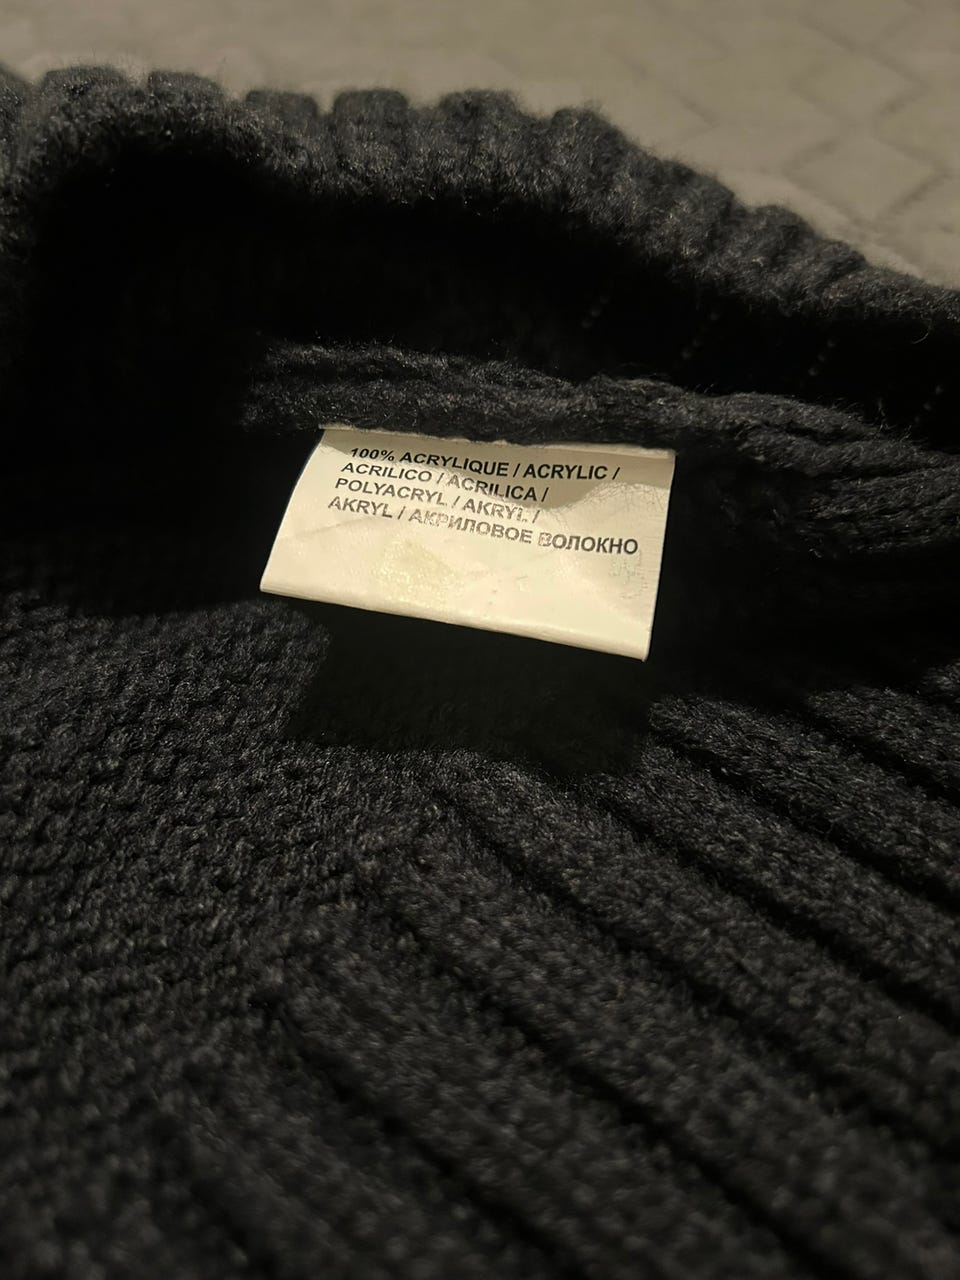 100% ACRYLIQUE / ACRYLIC /
ACRILICO / ACRILICA /
POLYACRYL / AKRYL /
AKRYL / АКРИЛОВОЕ ВОЛОКНО